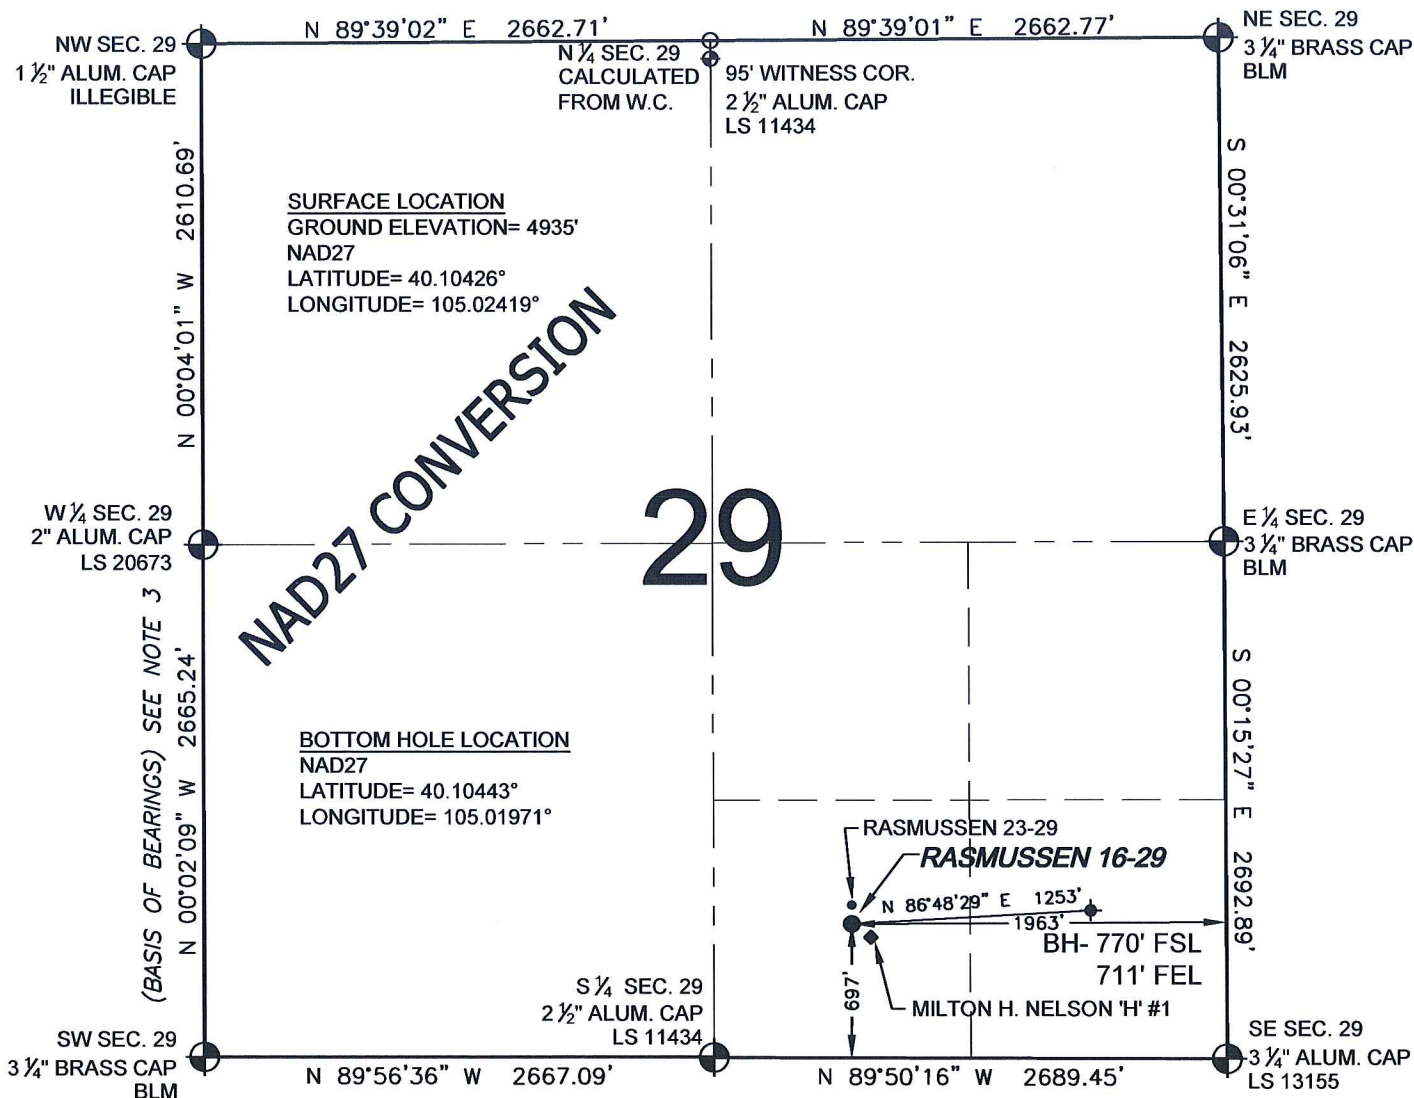 N 89°39'02" E 2662.71'
N 89°39'01" E 2662.77'
NW SEC. 29
1 ½" ALUM. CAP
ILLEGIBLE
N ¼ SEC. 29
CALCULATED
FROM W.C.
95' WITNESS COR.
2 ½" ALUM. CAP
LS 11434
NE SEC. 29
3 ¼" BRASS CAP
BLM
N 00°04'01" W 2610.69'
SURFACE LOCATION
GROUND ELEVATION= 4935'
NAD27
LATITUDE= 40.10426°
LONGITUDE= 105.02419°
S 00°31'06" E 2625.93'
NAD27 CONVERSION
29
W ¼ SEC. 29
2" ALUM. CAP
LS 20673
E ¼ SEC. 29
3 ¼" BRASS CAP
BLM
(BASIS OF BEARINGS) SEE NOTE 3
N 00°02'09" W 2665.24'
BOTTOM HOLE LOCATION
NAD27
LATITUDE= 40.10443°
LONGITUDE= 105.01971°
S 00°15'27" E 2692.89'
RASMUSSEN 23-29
RASMUSSEN 16-29
N 86°48'29" E 1253'
1963'
BH- 770' FSL
711' FEL
697'
MILTON H. NELSON 'H' #1
S ¼ SEC. 29
2 ½" ALUM. CAP
LS 11434
SW SEC. 29
3 ¼" BRASS CAP
BLM
N 89°56'36" W 2667.09'
N 89°50'16" W 2689.45'
SE SEC. 29
3 ¼" ALUM. CAP
LS 13155